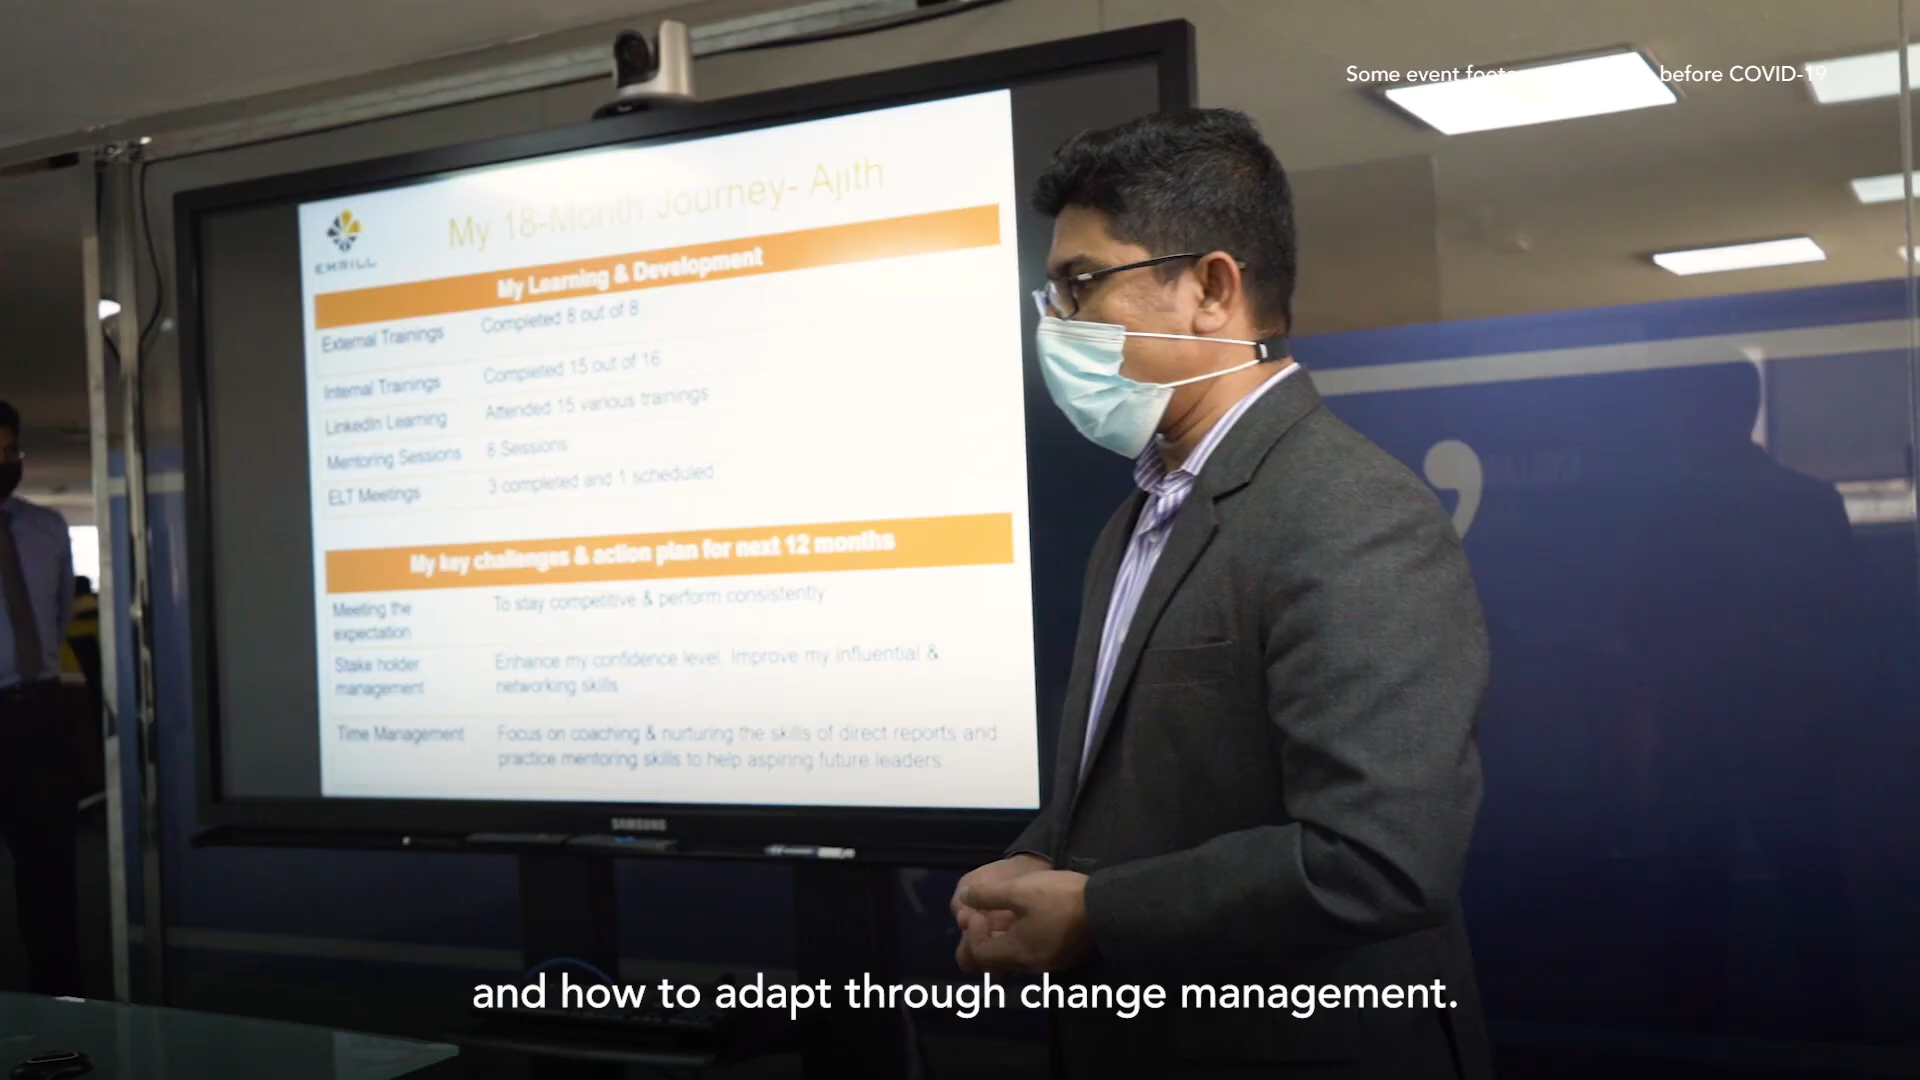 Some event before COVID-19
EMRILL
My 18-Month Journey- Ajith
My Learning & Development
External Trainings Completed 8 out of 8
Internal Trainings Completed 15 out of 16
LinkedIn Learning Attended 15 various trainings
Mentoring Sessions 8 Sessions
ELT Meetings 3 completed and 1 scheduled
My key challenges & action plan for next 12 months
Meeting the To stay competitive & perform consistently
expectation
Stake holder Enhance my confidence level. Improve my influential &
management networking skills
Time Management Focus on coaching & nurturing the skills of direct reports and
practice mentoring skills to help aspiring future leaders.
SAMSUNG
and how to adapt through change management.